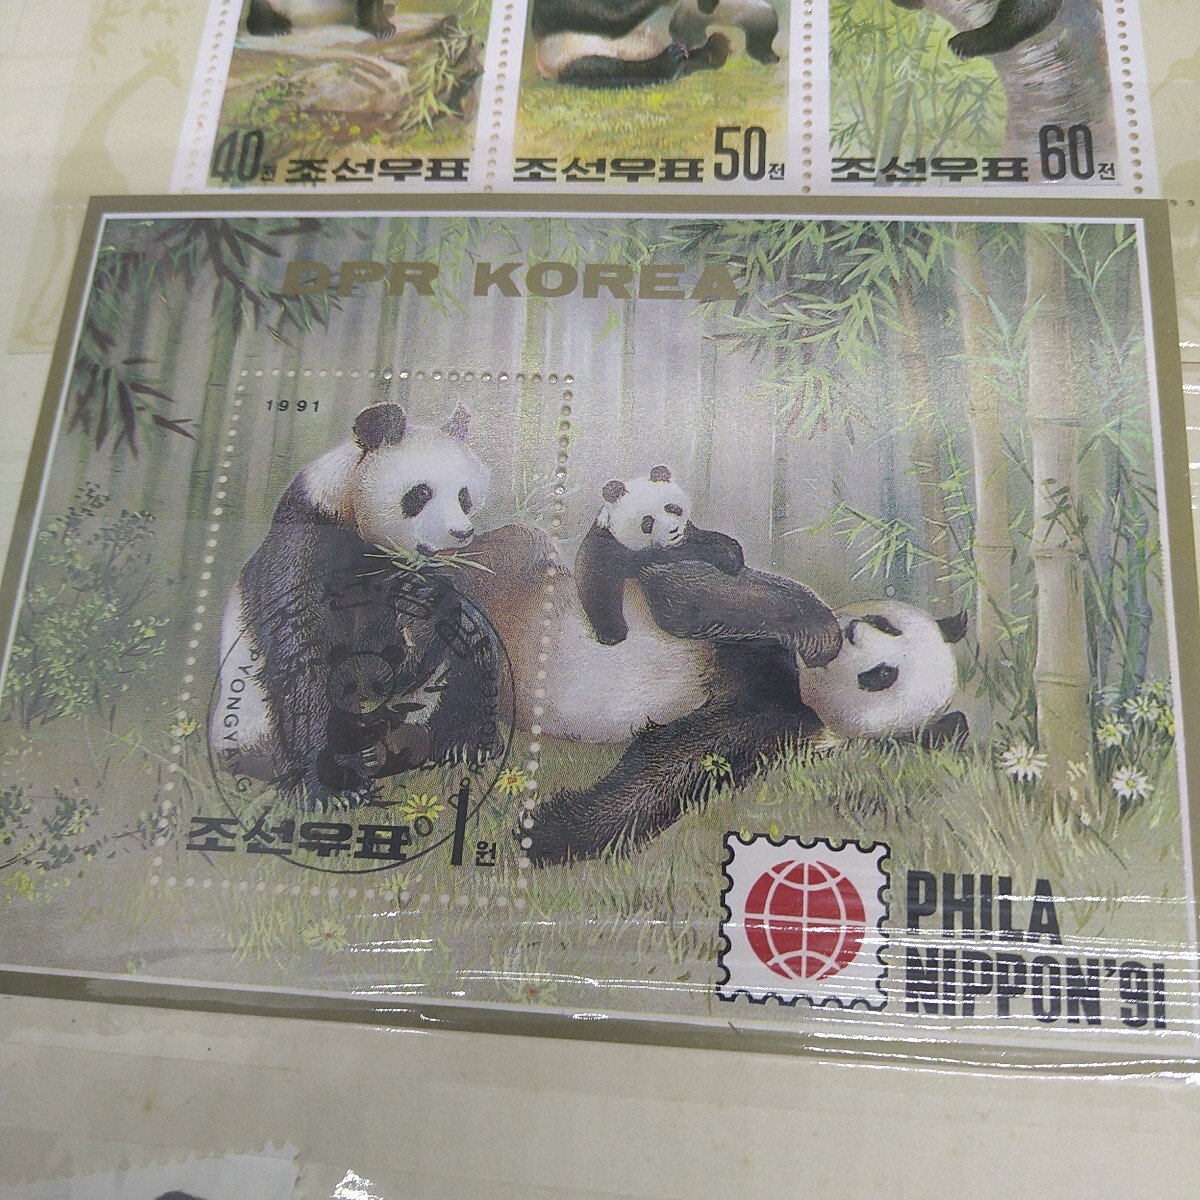 40전 조선우표
조선우표 50전
조선우표 60전
DPR KOREA
1991
PYONGYANG
조선우표 1원
PHILA
NIPPON'91